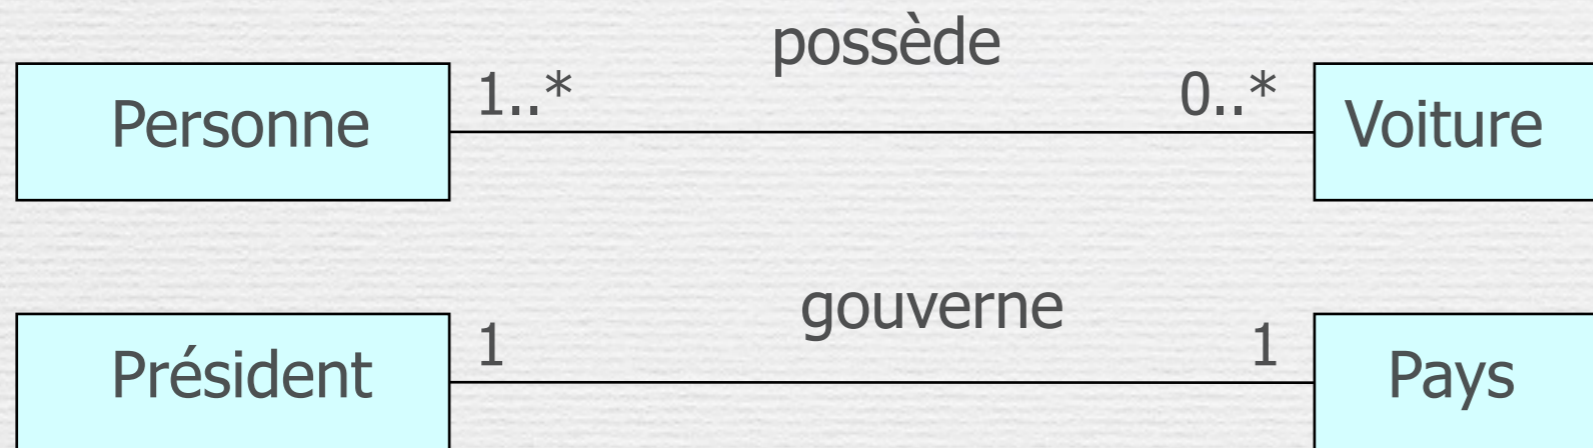 possède
Personne 1..* 0..* Voiture
gouverne
Président 1 1 Pays